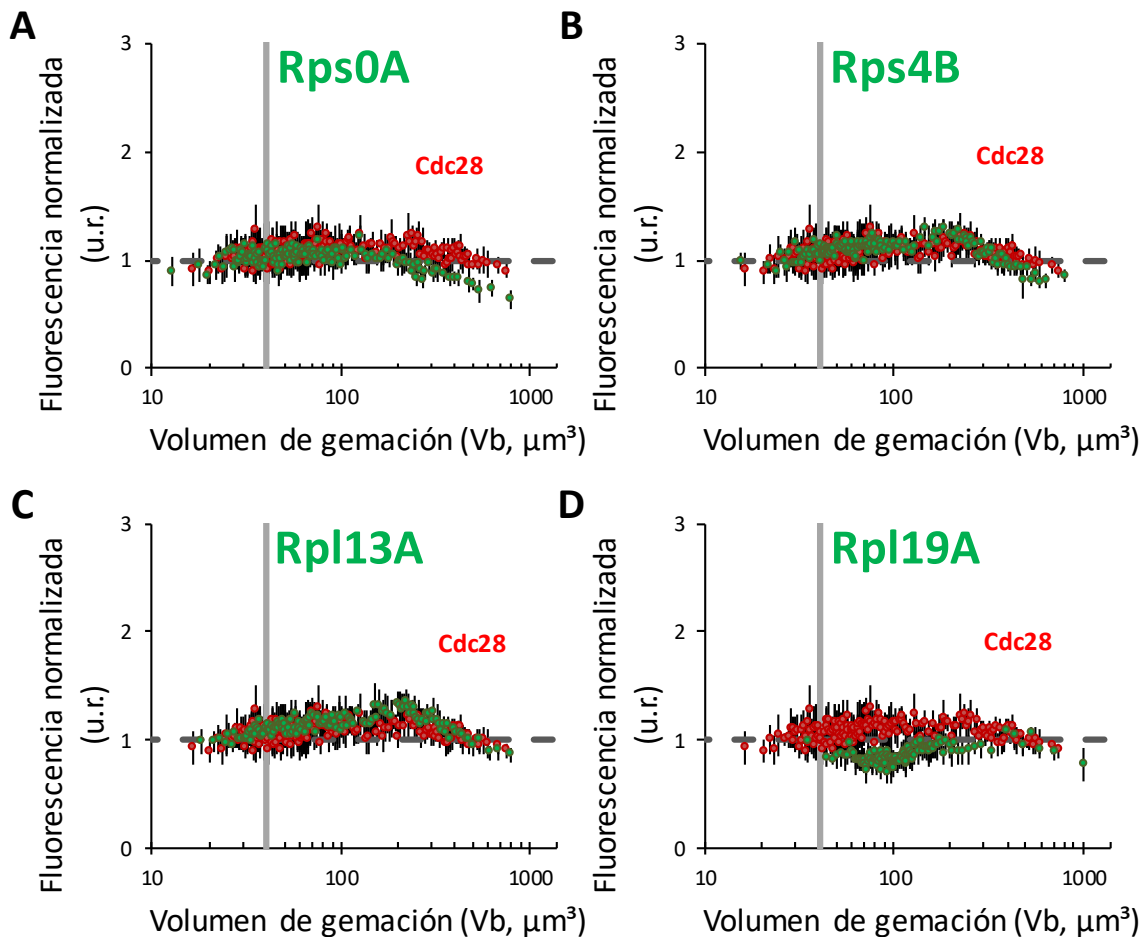 A
Fluorescencia normalizada
(u.r.)
3
2
1
0
Rps0A
Cdc28
10
100
1000
Volumen de gemación (Vb, µm³)
B
Fluorescencia normalizada
(u.r.)
3
2
1
0
Rps4B
Cdc28
10
100
1000
Volumen de gemación (Vb, µm³)
C
Fluorescencia normalizada
(u.r.)
3
2
1
0
Rpl13A
Cdc28
10
100
1000
Volumen de gemación (Vb, µm³)
D
Fluorescencia normalizada
(u.r.)
3
2
1
0
Rpl19A
Cdc28
10
100
1000
Volumen de gemación (Vb, µm³)